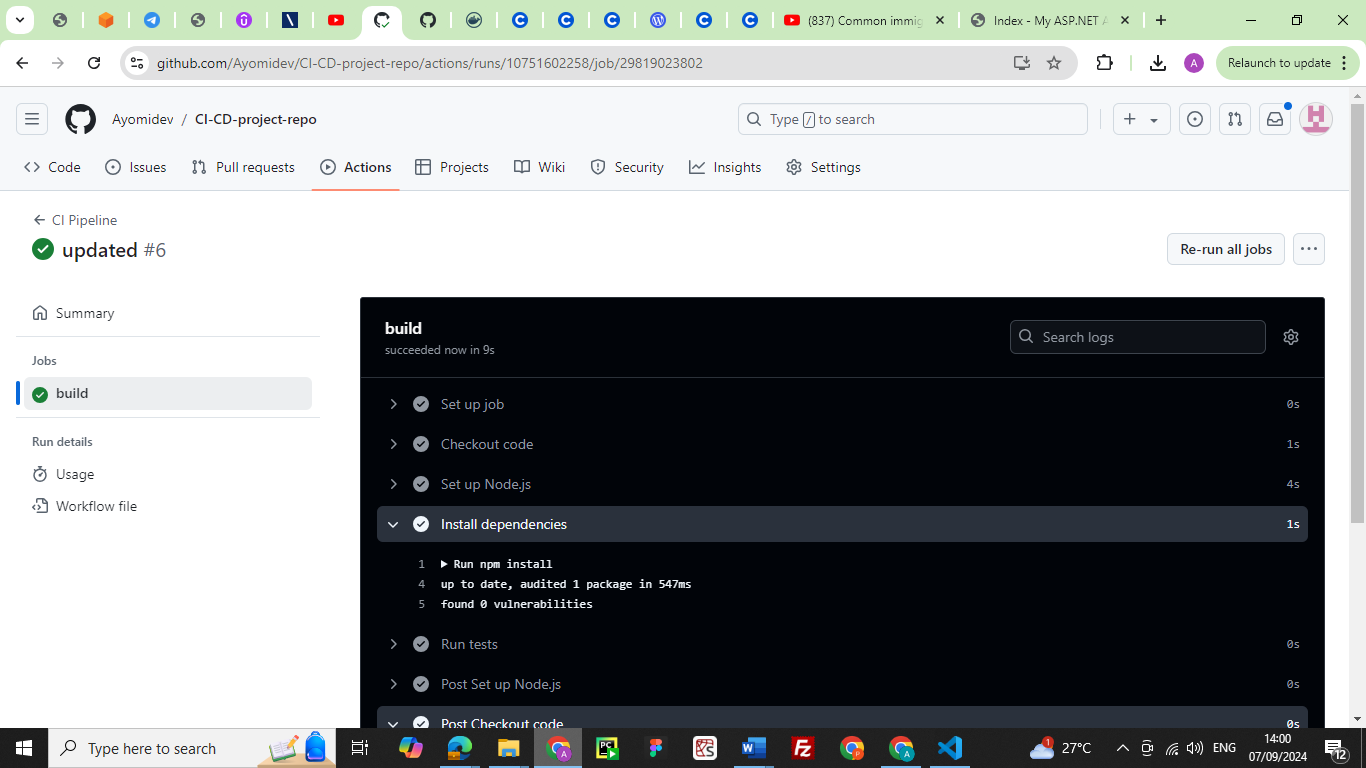 (837) Common immig
Index - My ASP.NET A
github.com/Ayomidev/CI-CD-project-repo/actions/runs/10751602258/job/29819023802
A
Relaunch to update
Ayomidev / CI-CD-project-repo
Type / to search
Code
Issues
Pull requests
Actions
Projects
Wiki
Security
Insights
Settings
CI Pipeline
updated #6
Re-run all jobs
Summary
Jobs
build
Run details
Usage
Workflow file
build
succeeded now in 9s
Search logs
Set up job 0s
Checkout code 1s
Set up Node.js 4s
Install dependencies 1s
1 Run npm install
4 up to date, audited 1 package in 547ms
5 found 0 vulnerabilities
Run tests 0s
Post Set up Node.js 0s
Post Checkout code 0s
Type here to search
PC
1
27°C
ENG
14:00
07/09/2024
12